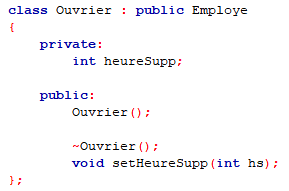 class Ouvrier : public Employe
{
    private:
        int heureSupp;

    public:
        Ouvrier();

        ~Ouvrier();
        void setHeureSupp(int hs);
};